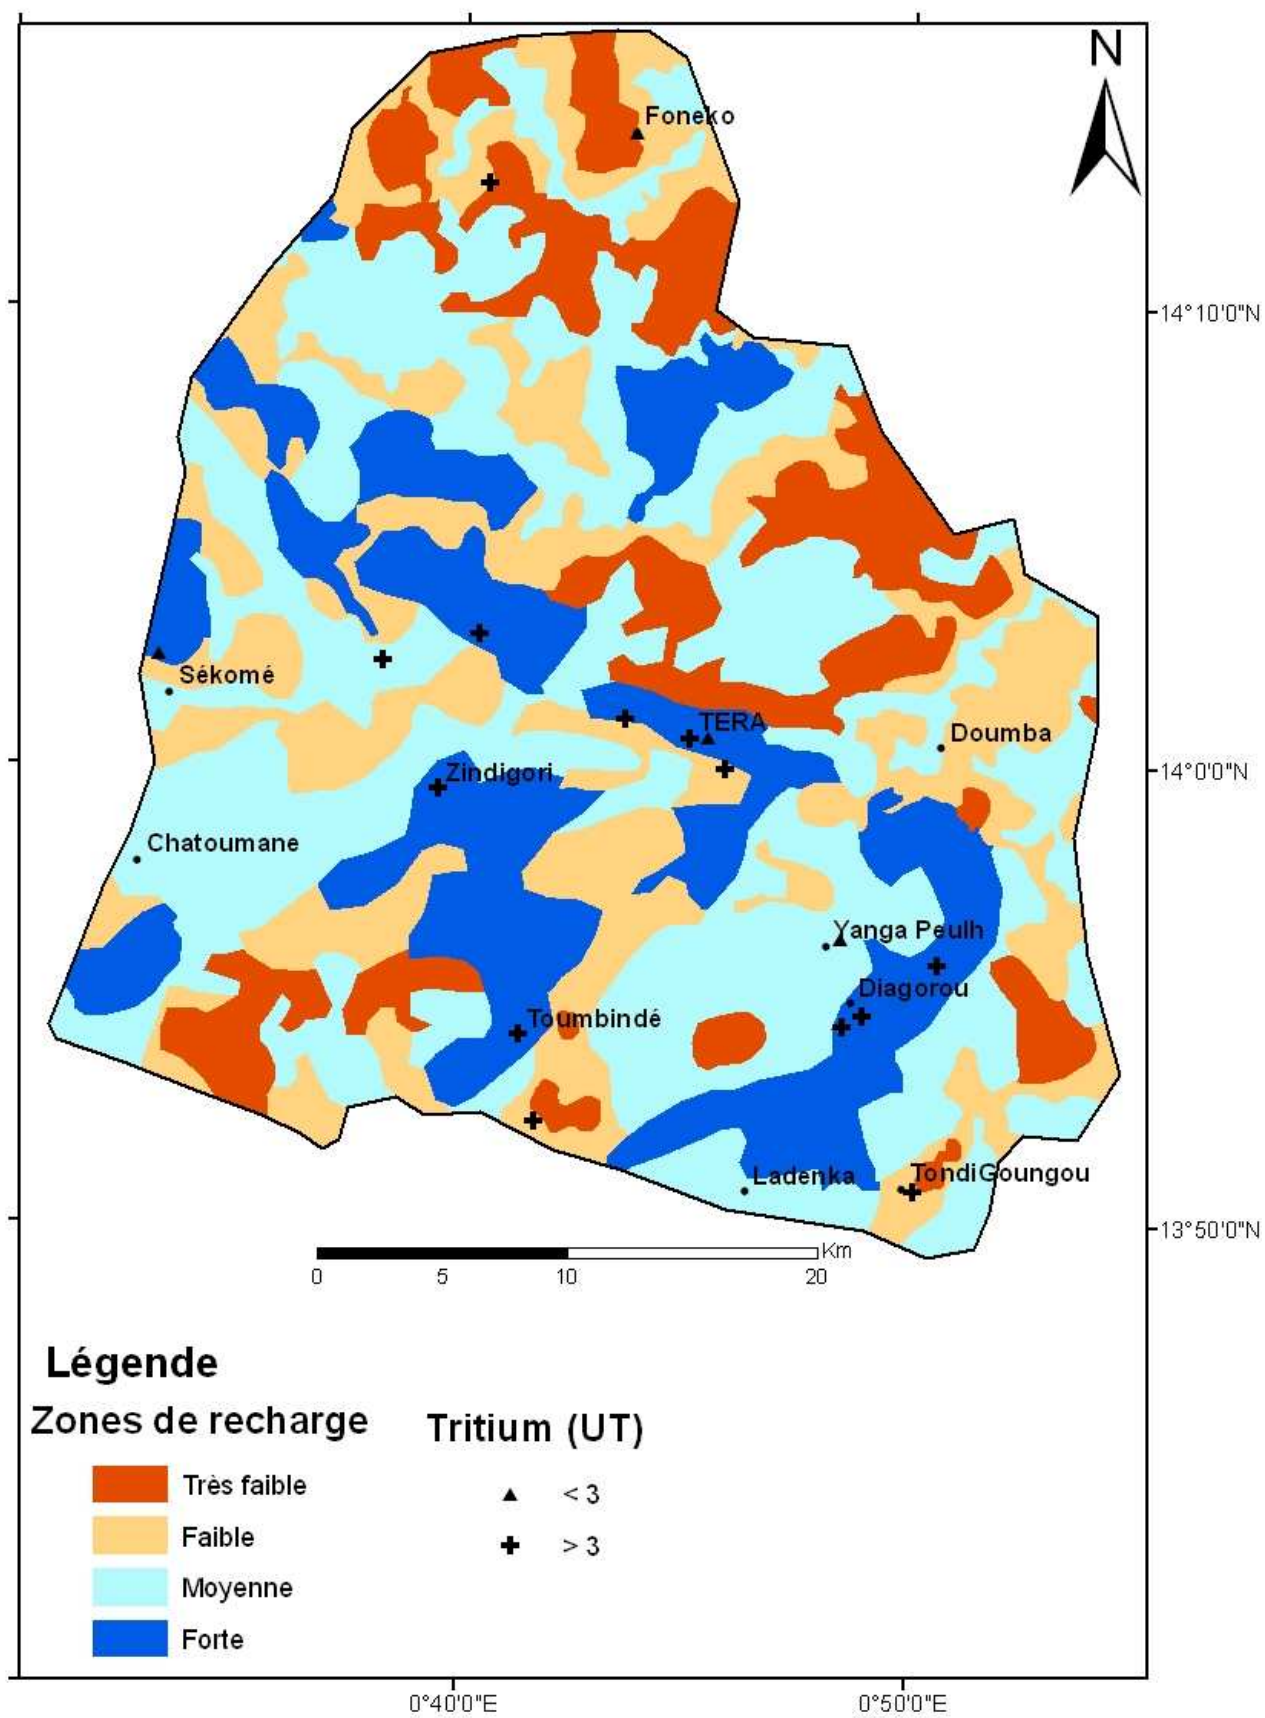 N
Foneko
14°10'0"N
Sékomé
TERA
Doumba
Zindigori
14°0'0"N
Chatoumane
Yanga Peulh
Diagorou
Toumbindé
Ladenka
TondiGoungou
13°50'0"N
Km
0 5 10 20
Légende
Zones de recharge
Tritium (UT)
Très faible
< 3
Faible
> 3
Moyenne
Forte
0°40'0"E
0°50'0"E